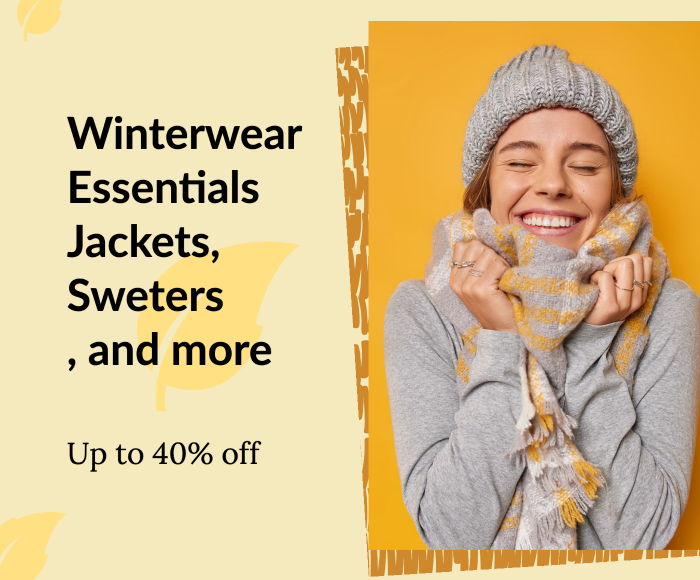 Winterwear
Essentials
Jackets,
Sweters
, and more
Up to 40% off